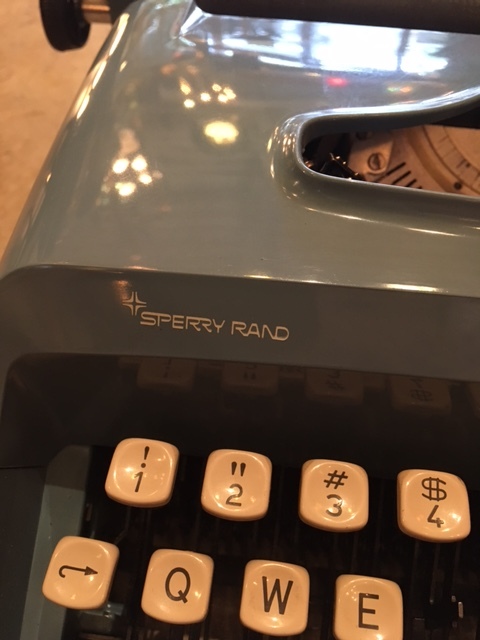 SPERRY RAND
! " # $
1 2 3 4
Q W E